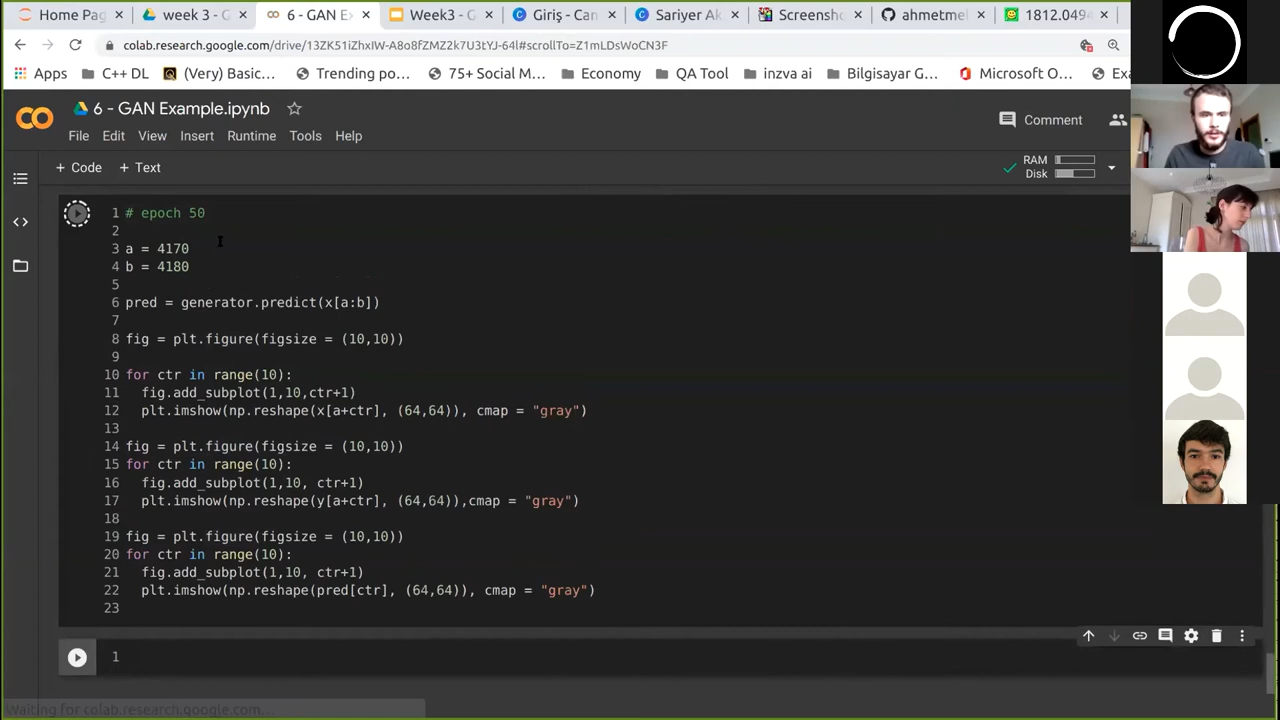 Home Pa
week 3 - G
6 - GAN Ex
Week3 - G
Giriş - Can
Sariyer Ak
Screensho
ahmetmel
1812.0494
colab.research.google.com/drive/13ZK51iZhxIW-A8o8fZMZ2k7U3tYJ-64l#scrollTo=Z1mLDsWoCN3F
Apps
C++ DL
(Very) Basic...
Trending po...
75+ Social M...
Economy
QA Tool
inzva ai
Bilgisayar G...
Microsoft O...
Exa
6 - GAN Example.ipynb
File Edit View Insert Runtime Tools Help
Comment
+ Code + Text
RAM
Disk
1 # epoch 50
2
3 a = 4170
4 b = 4180
5
6 pred = generator.predict(x[a:b])
7
8 fig = plt.figure(figsize = (10,10))
9
10 for ctr in range(10):
11 fig.add_subplot(1,10,ctr+1)
12 plt.imshow(np.reshape(x[a+ctr], (64,64)), cmap = "gray")
13
14 fig = plt.figure(figsize = (10,10))
15 for ctr in range(10):
16 fig.add_subplot(1,10, ctr+1)
17 plt.imshow(np.reshape(y[a+ctr], (64,64)),cmap = "gray")
18
19 fig = plt.figure(figsize = (10,10))
20 for ctr in range(10):
21 fig.add_subplot(1,10, ctr+1)
22 plt.imshow(np.reshape(pred[ctr], (64,64)), cmap = "gray")
23
1
Waiting for colab.research.google.com...